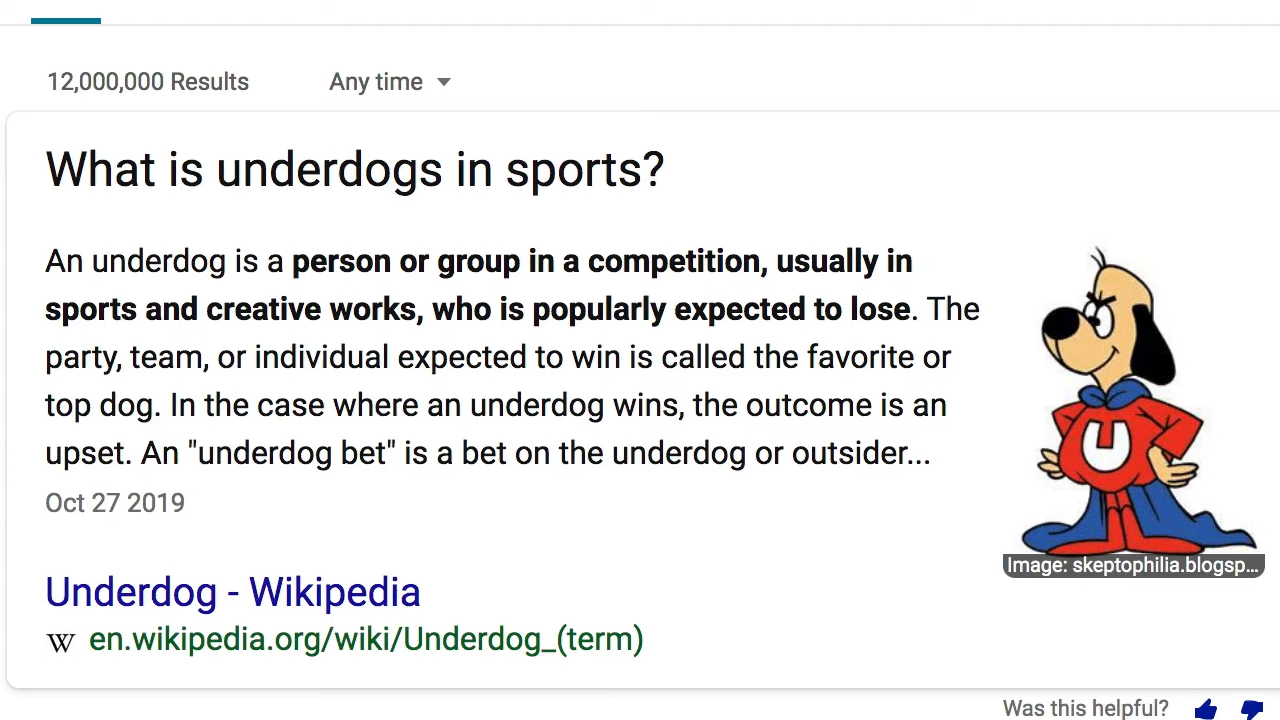 12,000,000 Results Any time
What is underdogs in sports?
An underdog is a person or group in a competition, usually in
sports and creative works, who is popularly expected to lose. The
party, team, or individual expected to win is called the favorite or
top dog. In the case where an underdog wins, the outcome is an
upset. An "underdog bet" is a bet on the underdog or outsider...
Oct 27 2019
U
Image: skeptophilia.blogsp...
Underdog - Wikipedia
W en.wikipedia.org/wiki/Underdog_(term)
Was this helpful?